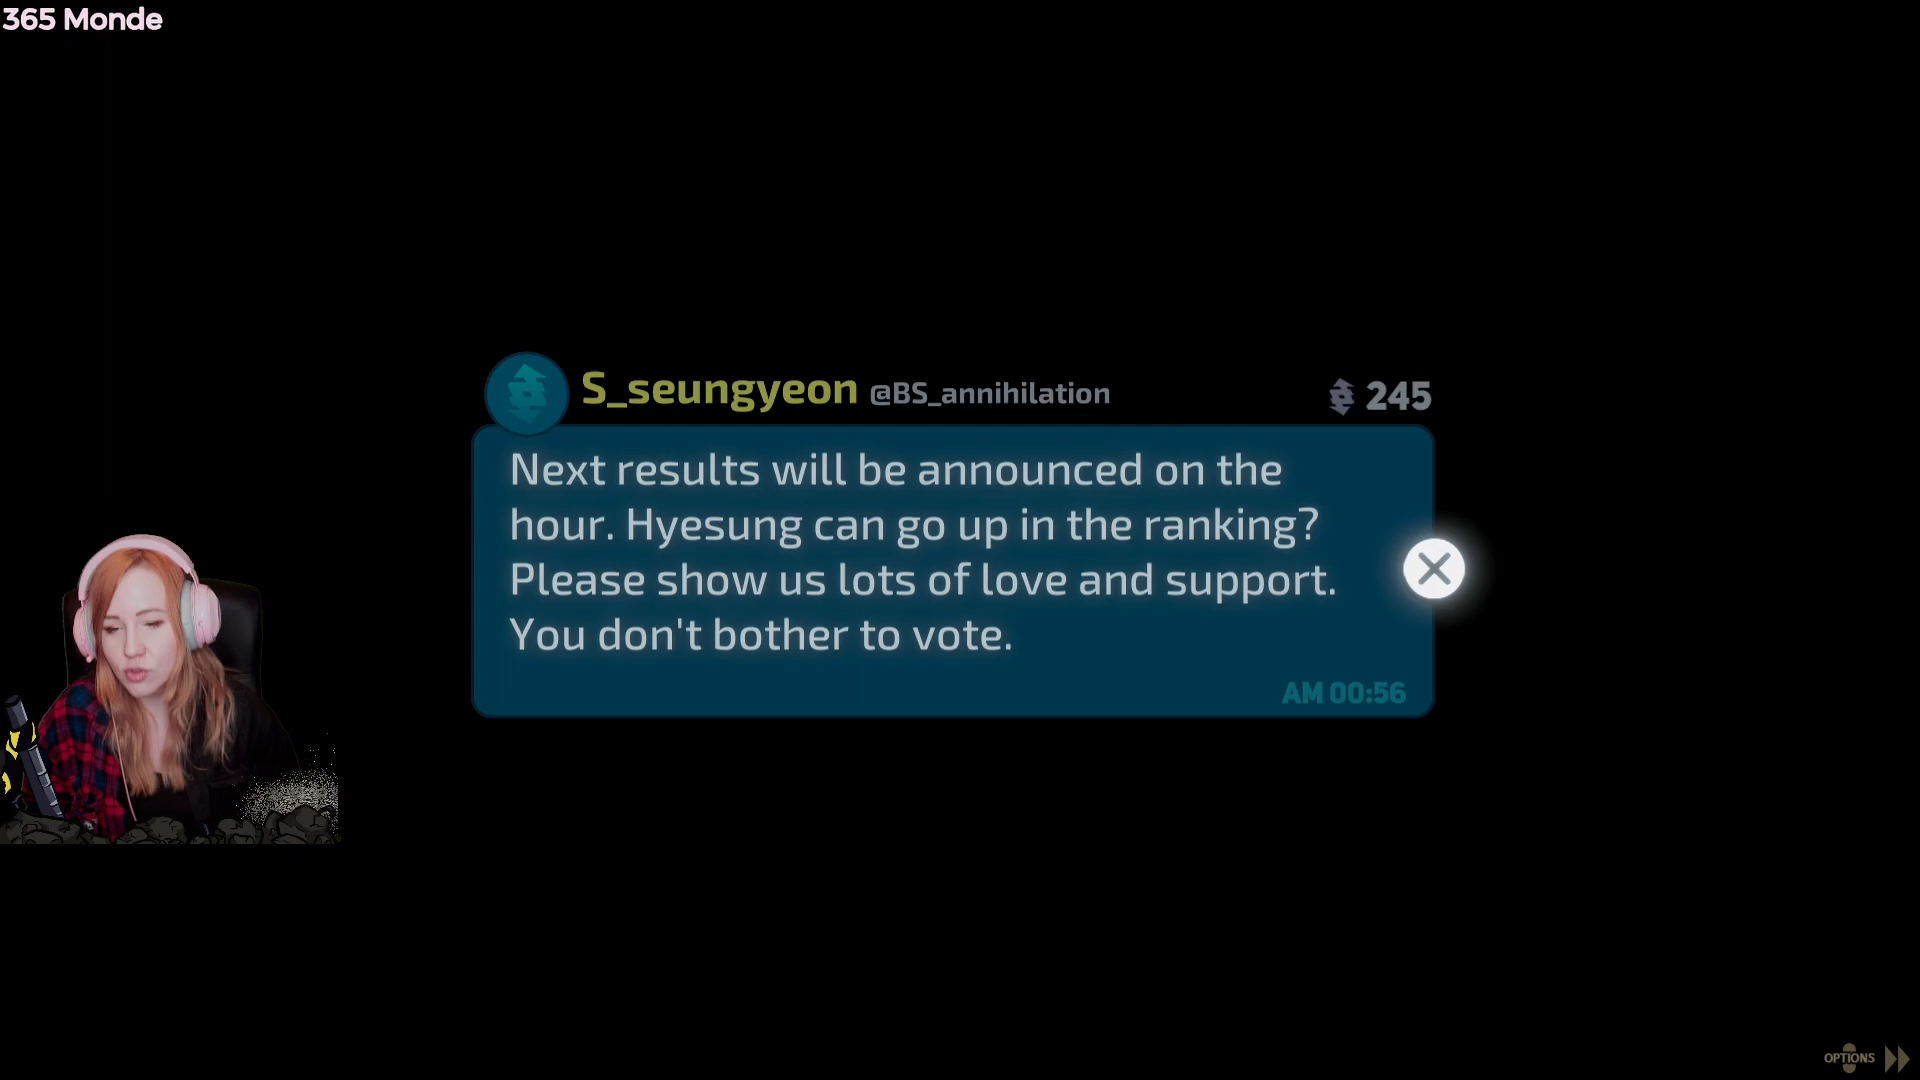 365 Monde
S_seungyeon @BS_annihilation 245
Next results will be announced on the
hour. Hyesung can go up in the ranking?
Please show us lots of love and support.
You don't bother to vote.
AM 00:56
OPTIONS